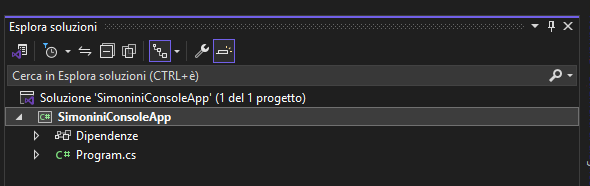 Esplora soluzioni
Cerca in Esplora soluzioni (CTRL+è)
Soluzione 'SimoniniConsoleApp' (1 del 1 progetto)
C# SimoniniConsoleApp
Dipendenze
C# Program.cs